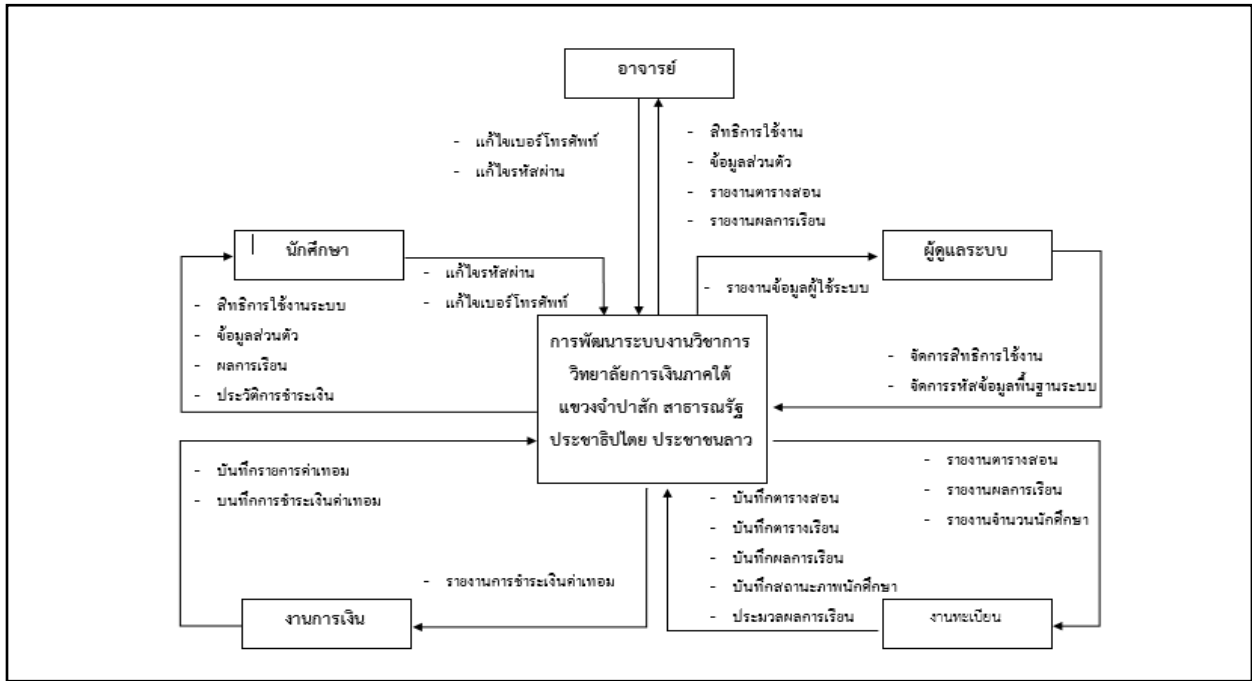 อาจารย์
- แก้ไขเบอร์โทรศัพท์
- แก้ไขรหัสผ่าน
- สิทธิการใช้งาน
- ข้อมูลส่วนตัว
- รายงานตารางสอน
- รายงานผลการเรียน
นักศึกษา
- แก้ไขรหัสผ่าน
- แก้ไขเบอร์โทรศัพท์
ผู้ดูแลระบบ
- รายงานข้อมูลผู้ใช้ระบบ
- สิทธิการใช้งานระบบ
- ข้อมูลส่วนตัว
- ผลการเรียน
- ประวัติการชำระเงิน
การพัฒนาระบบงานวิชาการ
วิทยาลัยการเงินภาคใต้
แขวงจำปาสัก สาธารณรัฐ
ประชาธิปไตย ประชาชนลาว
- จัดการสิทธิการใช้งาน
- จัดการรหัสข้อมูลพื้นฐานระบบ
- บันทึกรายการค่าเทอม
- บนทึกการชำระเงินค่าเทอม
- รายงานตารางสอน
- รายงานผลการเรียน
- รายงานจำนวนนักศึกษา
- บันทึกตารางสอน
- บันทึกตารางเรียน
- บันทึกผลการเรียน
- บันทึกสถานะภาพนักศึกษา
- ประมวลผลการเรียน
- รายงานการชำระเงินค่าเทอม
งานการเงิน
งานทะเบียน